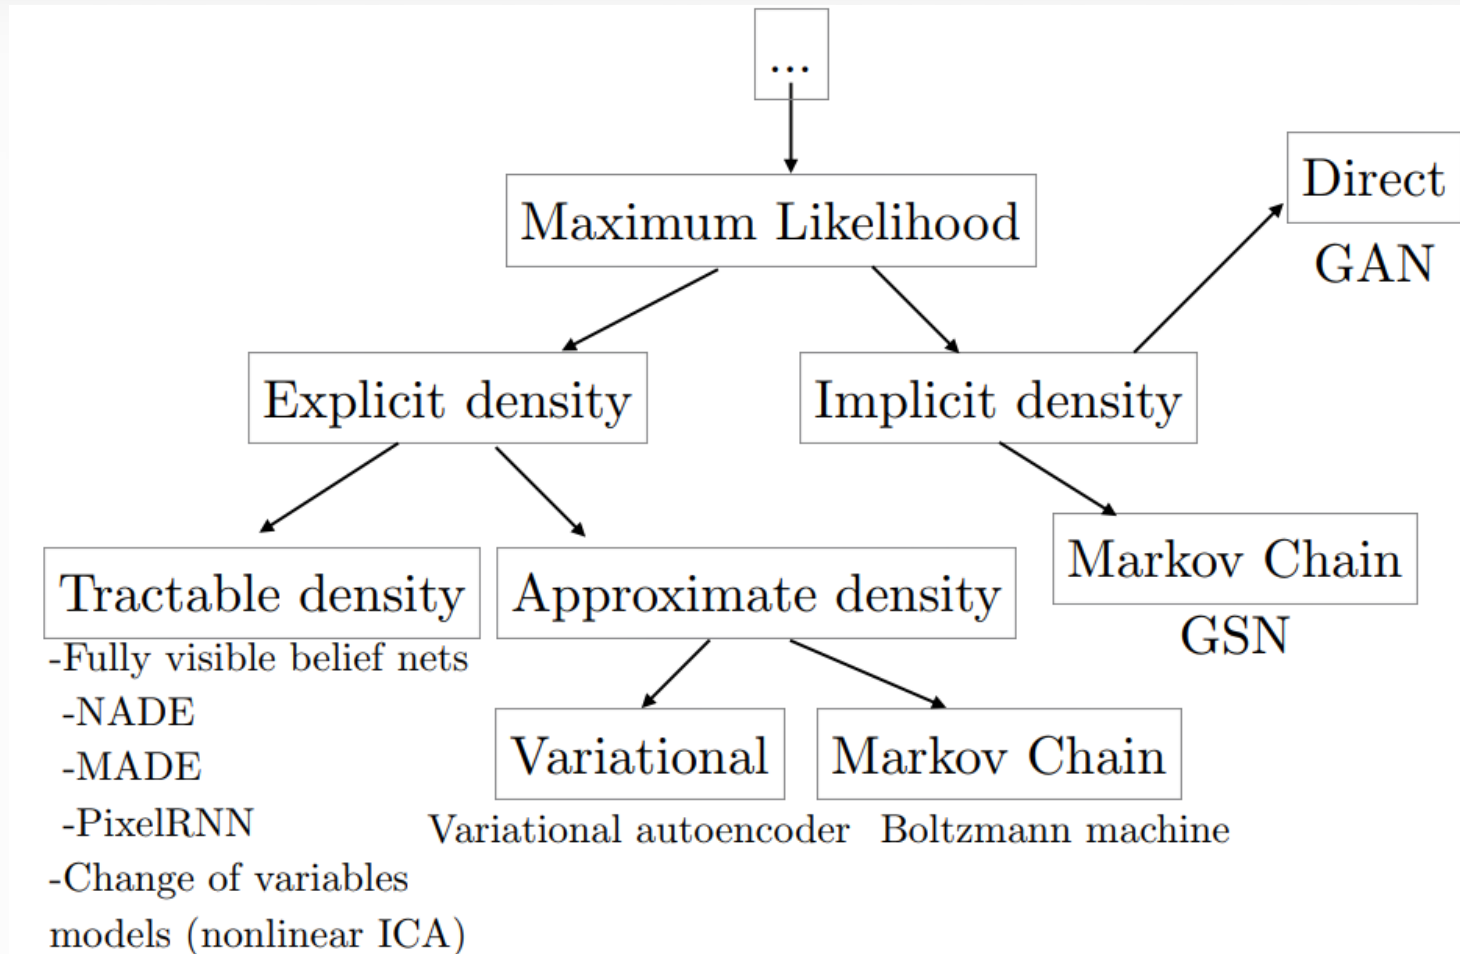 ...
Maximum Likelihood
Direct
GAN
Explicit density
Implicit density
Tractable density
Approximate density
Markov Chain
GSN
-Fully visible belief nets
-NADE
-MADE
-PixelRNN
-Change of variables
models (nonlinear ICA)
Variational
Markov Chain
Variational autoencoder
Boltzmann machine